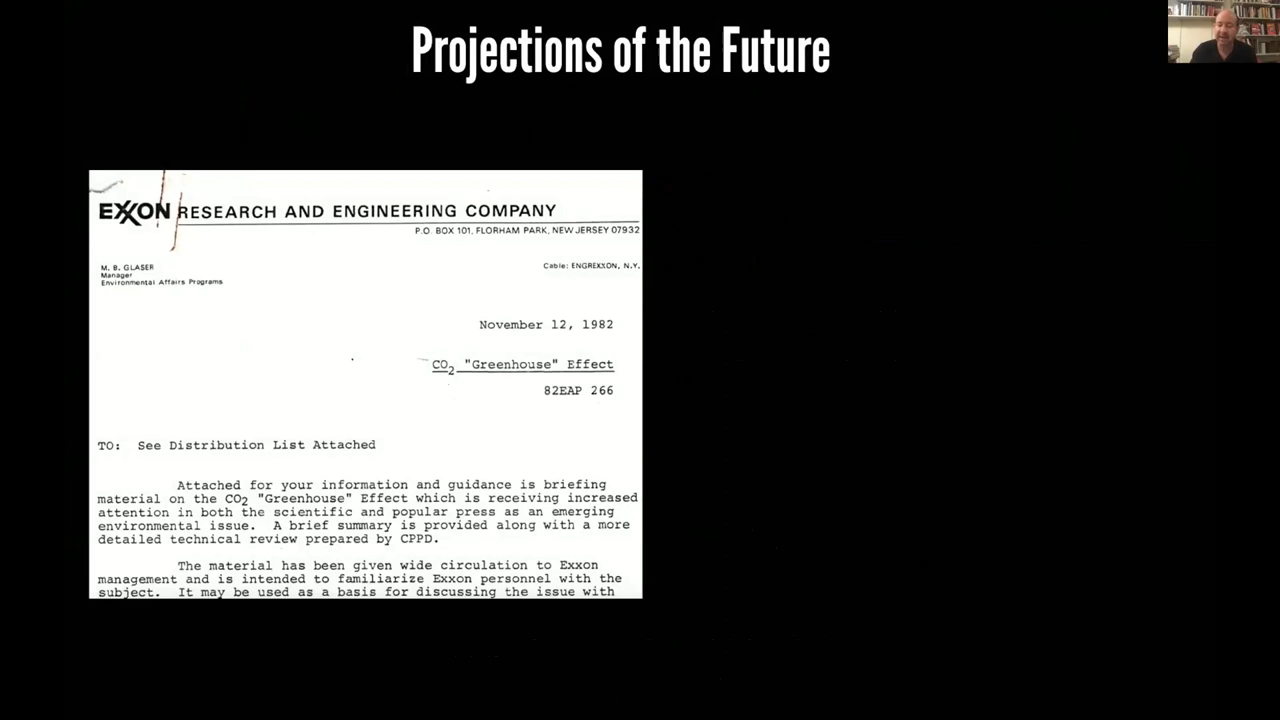 Projections of the Future
EXXON RESEARCH AND ENGINEERING COMPANY
P.O. BOX 101, FLORHAM PARK, NEW JERSEY 07932
M. B. GLASER
Manager
Environmental Affairs Programs
Cable: ENGREXXON, N.Y.
November 12, 1982
CO₂ "Greenhouse" Effect
82EAP 266
TO: See Distribution List Attached
Attached for your information and guidance is briefing
material on the CO₂ "Greenhouse" Effect which is receiving increased
attention in both the scientific and popular press as an emerging
environmental issue. A brief summary is provided along with a more
detailed technical review prepared by CPPD.
The material has been given wide circulation to Exxon
management and is intended to familiarize Exxon personnel with the
subject. It may be used as a basis for discussing the issue with